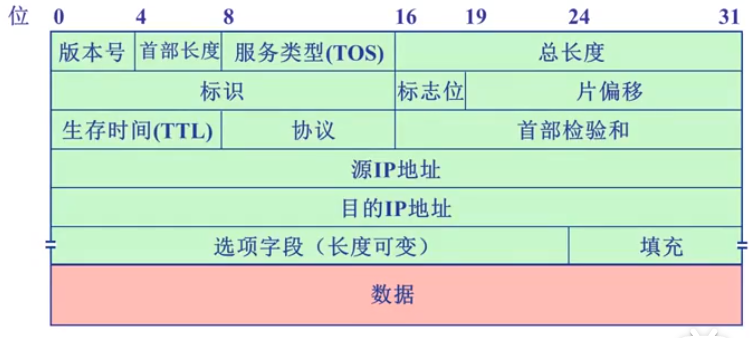 位 0 4 8 16 19 24 31
版本号 首部长度 服务类型(TOS) 总长度
标识 标志位 片偏移
生存时间(TTL) 协议 首部检验和
源IP地址
目的IP地址
选项字段（长度可变） 填充
数据